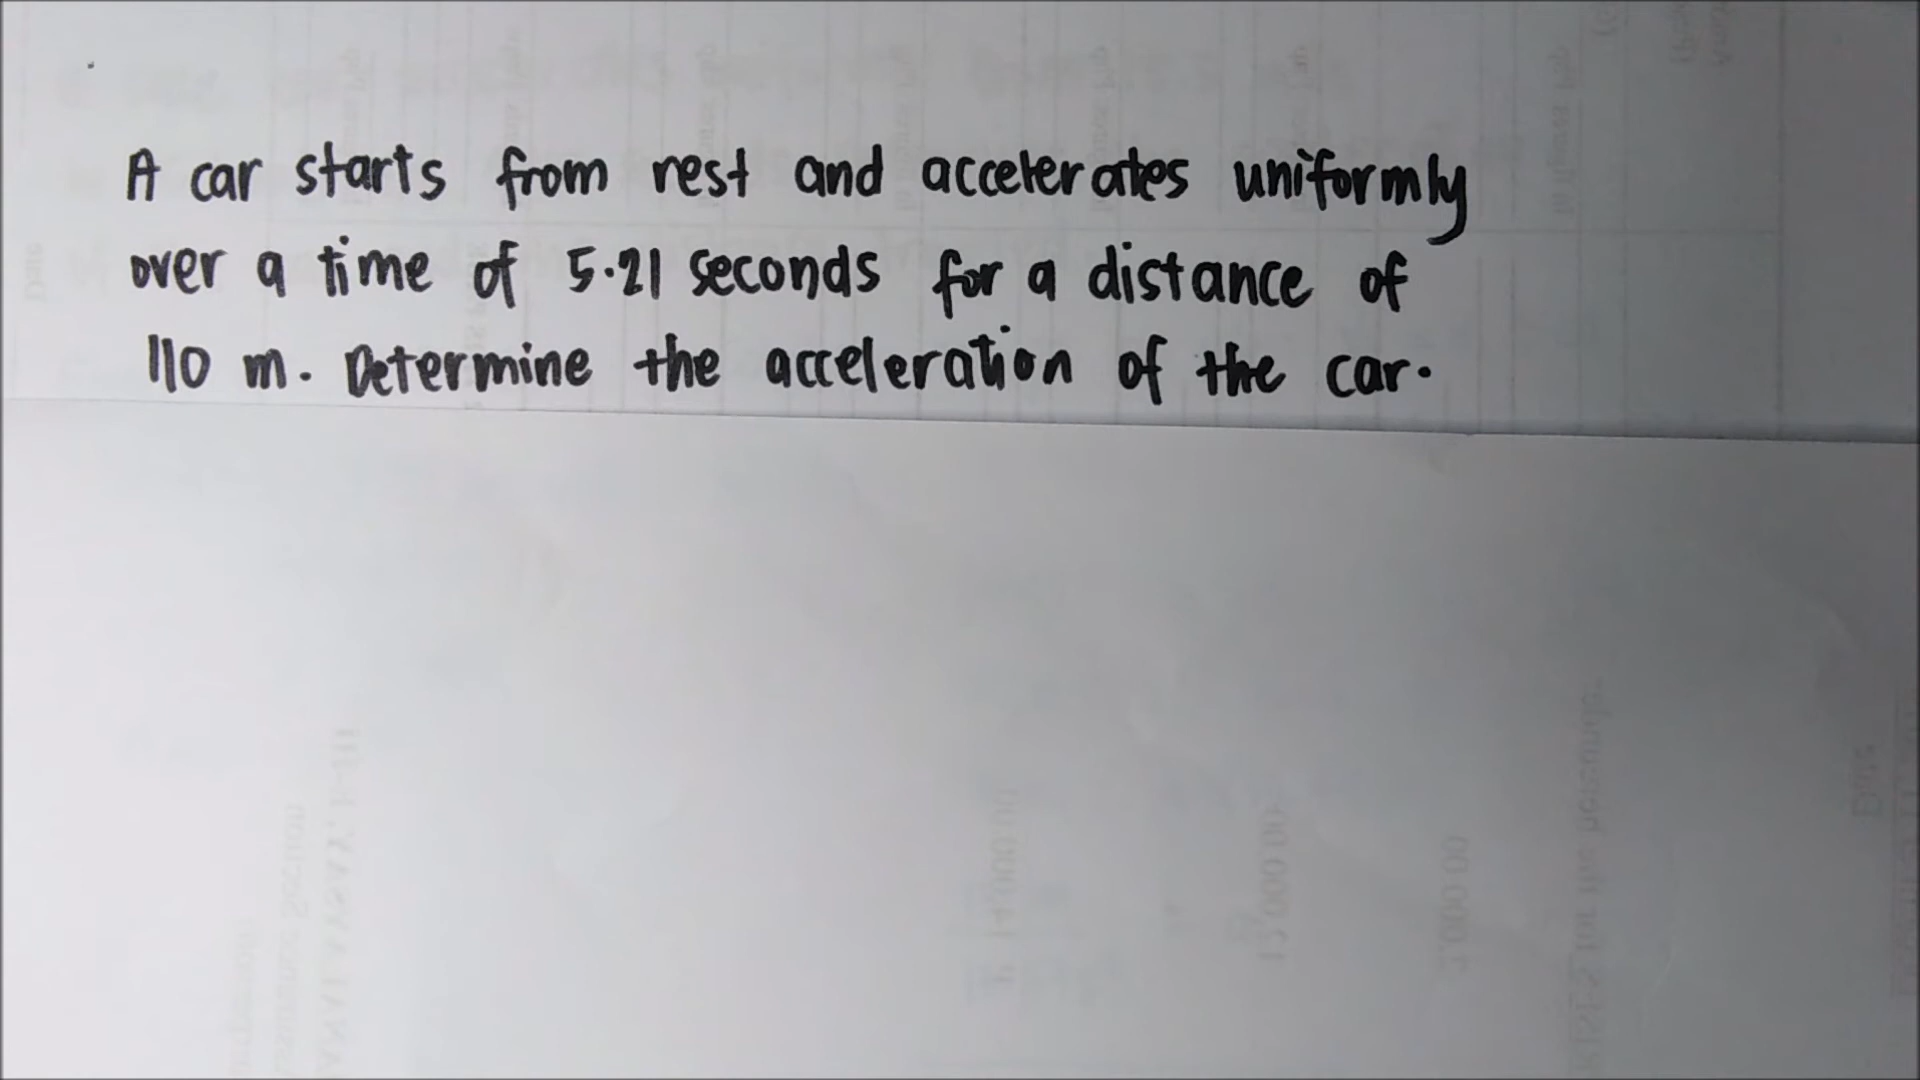 A car starts from rest and accelerates uniformly
over a time of 5.21 seconds for a distance of
110 m. Determine the acceleration of the car.